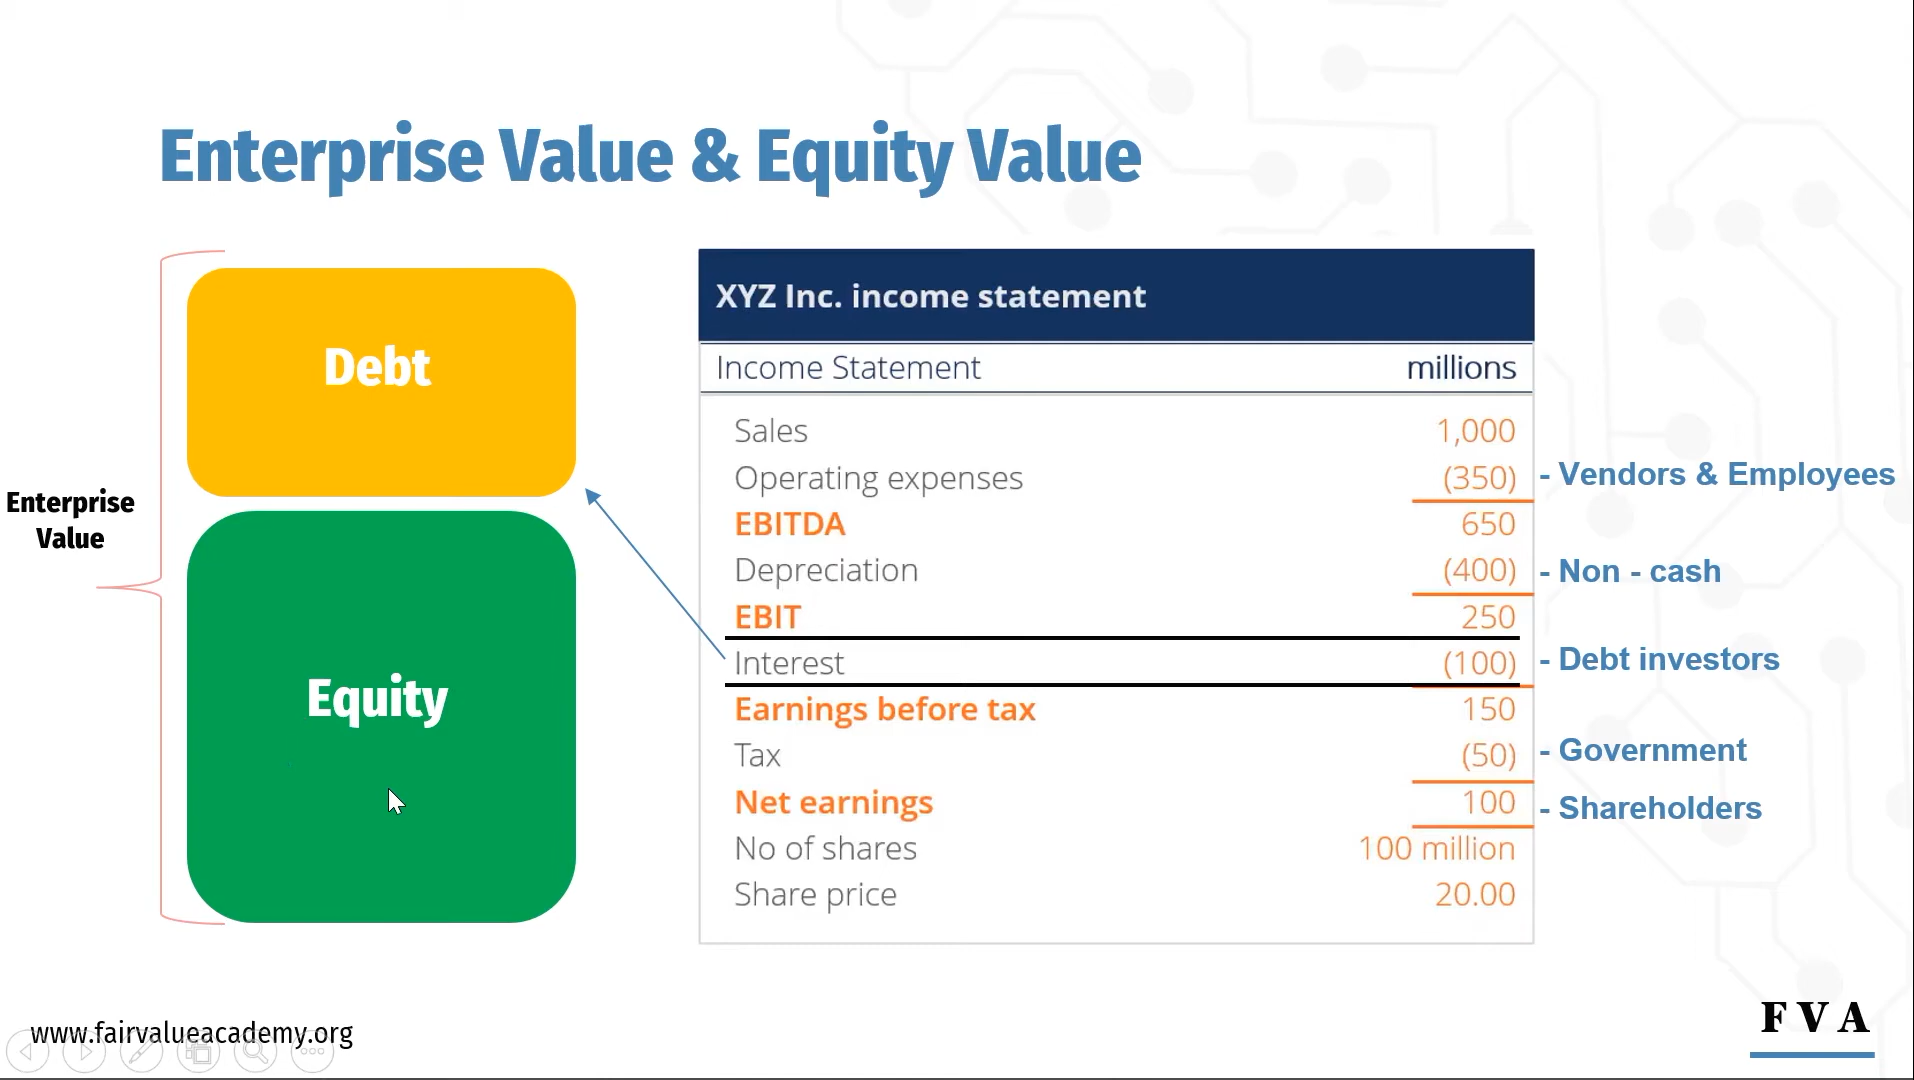 Enterprise Value & Equity Value
Debt
Enterprise
Value
Equity
XYZ Inc. income statement
Income Statement millions
Sales 1,000
Operating expenses (350) - Vendors & Employees
EBITDA 650
Depreciation (400) - Non - cash
EBIT 250
Interest (100) - Debt investors
Earnings before tax 150
Tax (50) - Government
Net earnings 100 - Shareholders
No of shares 100 million
Share price 20.00
www.fairvalueacademy.org
FVA